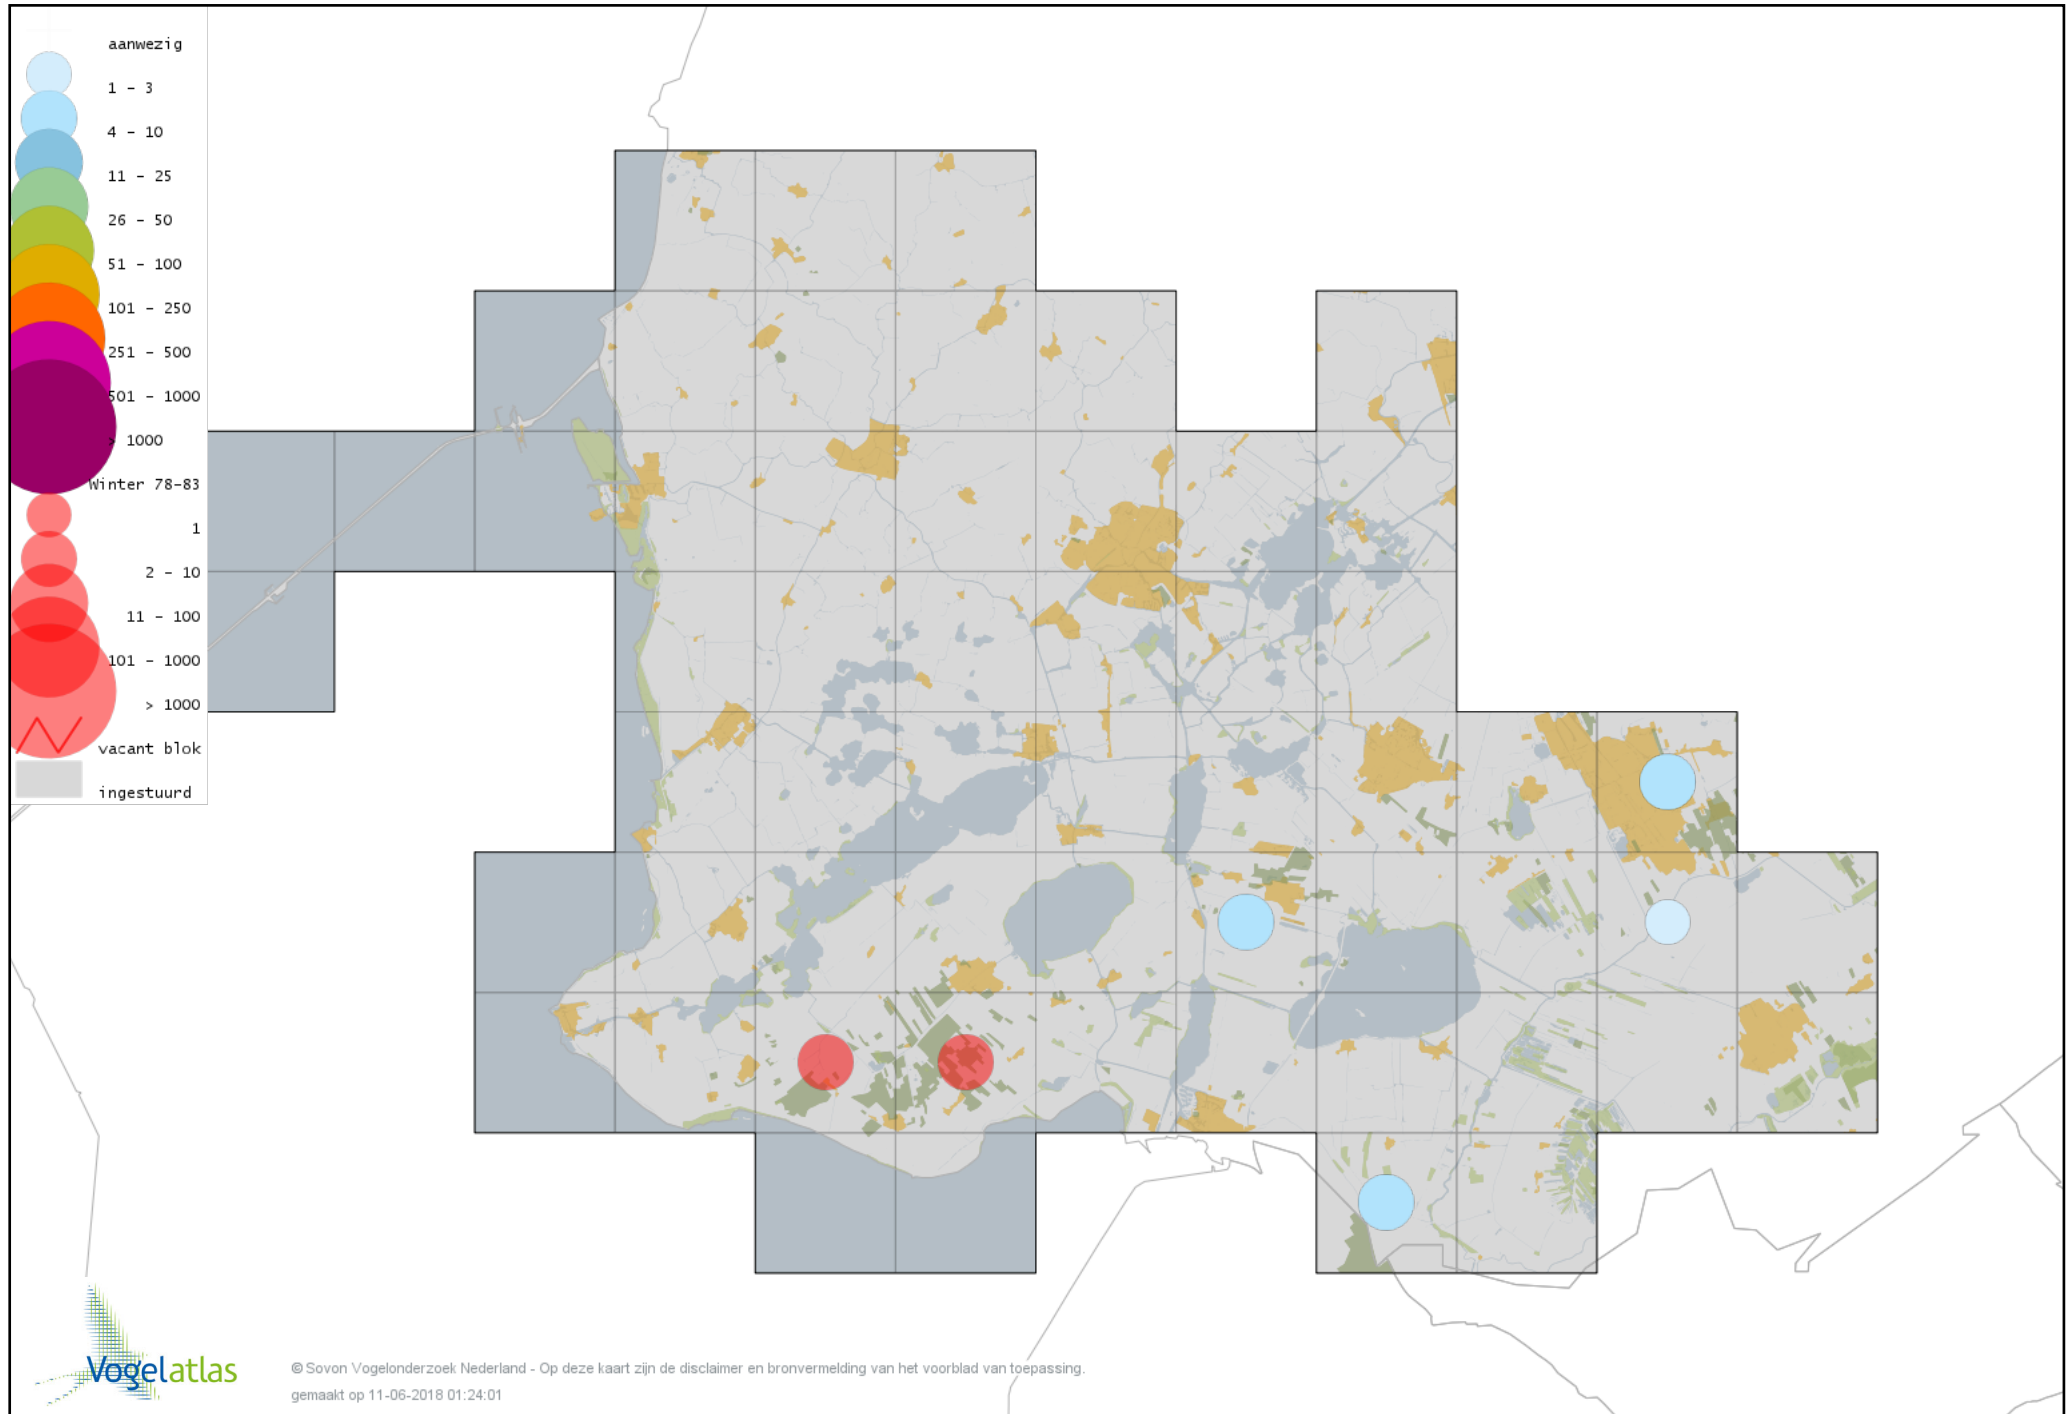 aanwezig
1 - 3
4 - 10
11 - 25
26 - 50
51 - 100
101 - 250
251 - 500
501 - 1000
> 1000
Winter 78-83
1
2 - 10
11 - 100
101 - 1000
> 1000
vacant blok
ingestuurd
Vogelatlas
© Sovon Vogelonderzoek Nederland - Op deze kaart zijn de disclaimer en bronvermelding van het voorblad van toepassing.
gemaakt op 11-06-2018 01:24:01